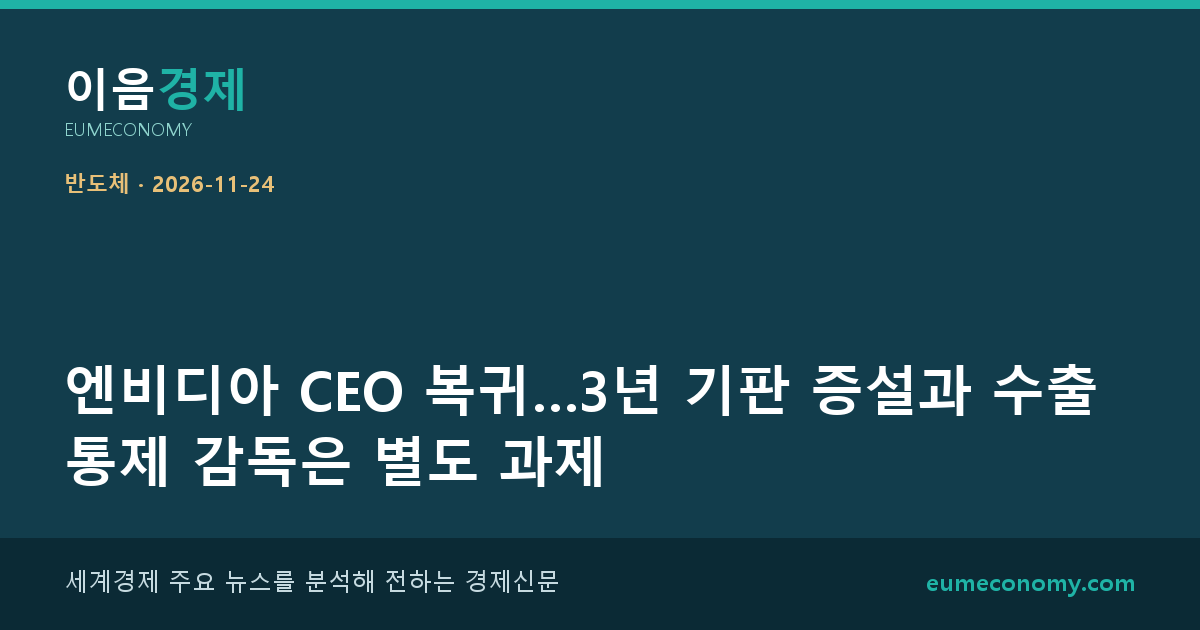 이음경제
EUMECONOMY
반도체 · 2026-11-24
엔비디아 CEO 복귀…3년 기판 증설과 수출
통제 감독은 별도 과제
세계경제 주요 뉴스를 분석해 전하는 경제신문
eumeconomy.com